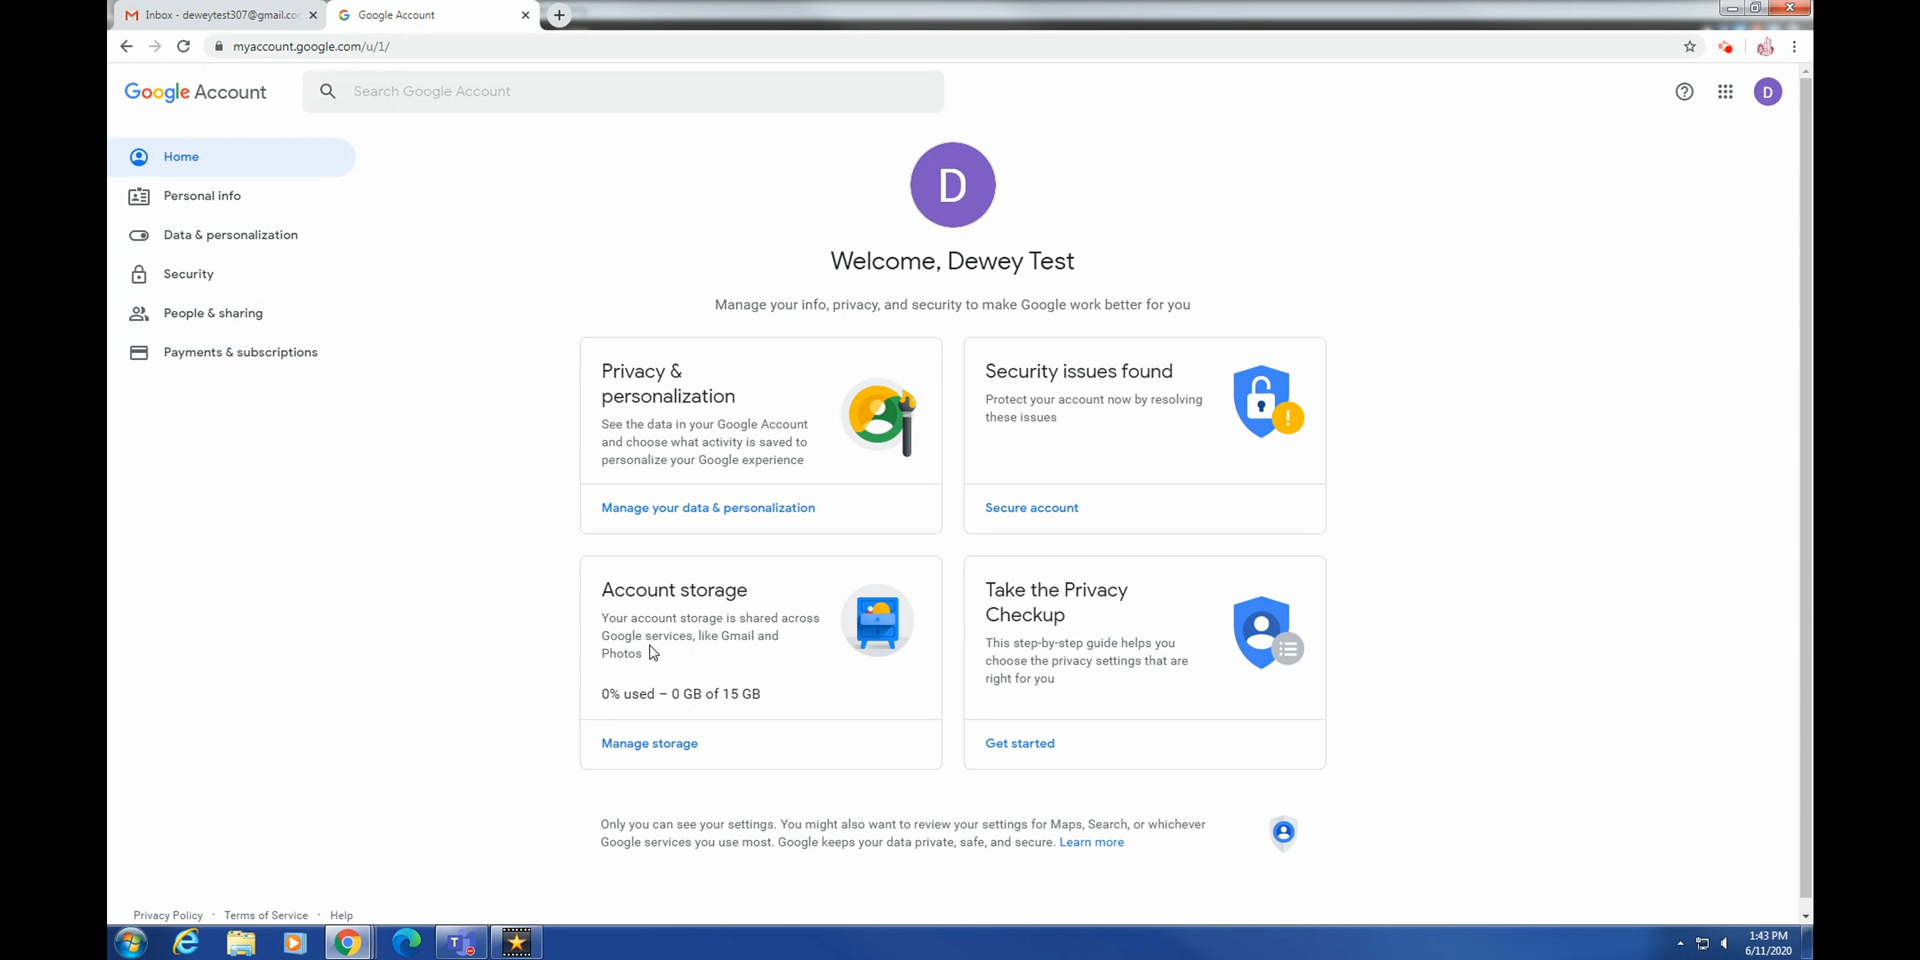 Inbox - deweytest307@gmail.co
Google Account
myaccount.google.com/u/1/
Google Account
Search Google Account
D
Home
Personal info
Data & personalization
Security
People & sharing
Payments & subscriptions
D
Welcome, Dewey Test
Manage your info, privacy, and security to make Google work better for you
Privacy &
personalization
See the data in your Google Account
and choose what activity is saved to
personalize your Google experience
Manage your data & personalization
Security issues found
Protect your account now by resolving
these issues
Secure account
Account storage
Your account storage is shared across
Google services, like Gmail and
Photos
0% used – 0 GB of 15 GB
Manage storage
Take the Privacy
Checkup
This step-by-step guide helps you
choose the privacy settings that are
right for you
Get started
Only you can see your settings. You might also want to review your settings for Maps, Search, or whichever
Google services you use most. Google keeps your data private, safe, and secure. Learn more
Privacy Policy · Terms of Service · Help
1:43 PM
6/11/2020